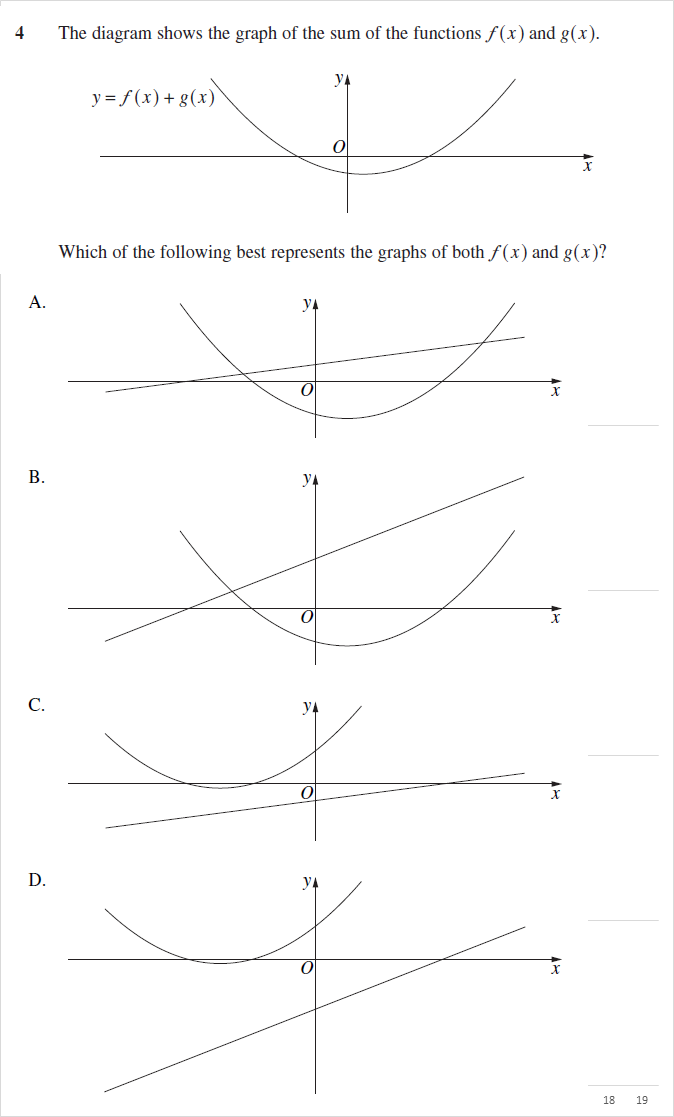 4 The diagram shows the graph of the sum of the functions f(x) and g(x).
y
y = f(x) + g(x)
O
x
Which of the following best represents the graphs of both f(x) and g(x)?
A.
y
O
x
B.
y
O
x
C.
y
O
x
D.
y
O
x
18 19